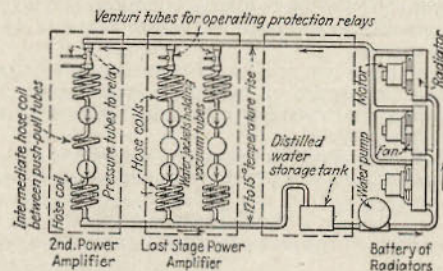 Venturi tubes for operating protection relays
Intermediate hose coil
between push-pull tubes
Hose coil
Pressure tubes to relay
Hose coils
Water jackets holding
vacuum tubes
12 to 15° temperature rise
Distilled
water
storage tank
Water pump
Motor
Fan
Radiator
2nd. Power
Amplifier
Last Stage Power
Amplifier
Battery of
Radiators